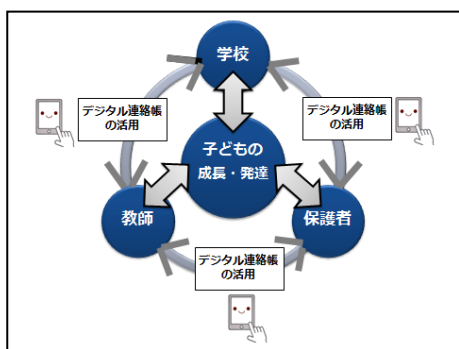 学校
デジタル連絡帳
の活用
デジタル連絡帳
の活用
子どもの
成長・発達
教師
保護者
デジタル連絡帳
の活用